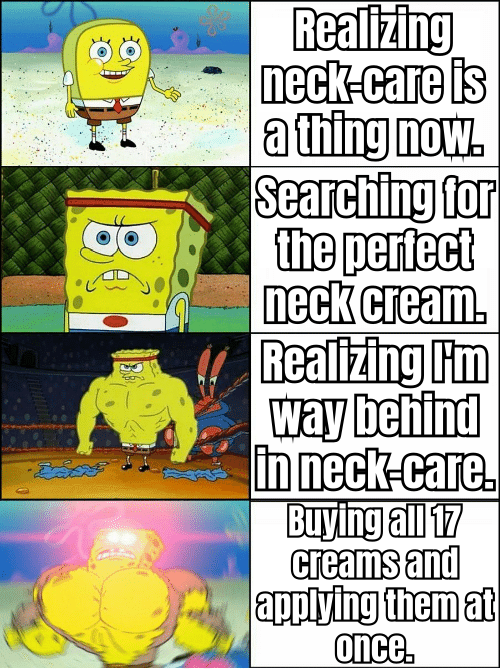 Realizing
neck-care is
a thing now.
Searching for
the perfect
neck cream.
Realizing I'm
way behind
in neck-care.
Buying all 17
creams and
applying them at
once.